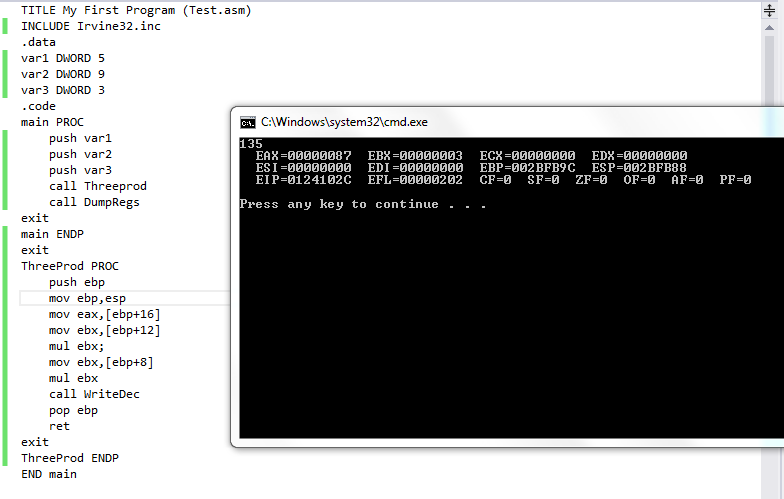 TITLE My First Program (Test.asm)
INCLUDE Irvine32.inc
.data
var1 DWORD 5
var2 DWORD 9
var3 DWORD 3
.code
main PROC
    push var1
    push var2
    push var3
    call Threeprod
    call DumpRegs
exit
main ENDP
exit
ThreeProd PROC
    push ebp
    mov ebp,esp
    mov eax,[ebp+16]
    mov ebx,[ebp+12]
    mul ebx;
    mov ebx,[ebp+8]
    mul ebx
    call WriteDec
    pop ebp
    ret
exit
ThreeProd ENDP
END main
C:\Windows\system32\cmd.exe
135
  EAX=00000087  EBX=00000003  ECX=00000000  EDX=00000000
  ESI=00000000  EDI=00000000  EBP=002BFB9C  ESP=002BFB88
  EIP=0124102C  EFL=00000202  CF=0  SF=0  ZF=0  OF=0  AF=0  PF=0
Press any key to continue . . .